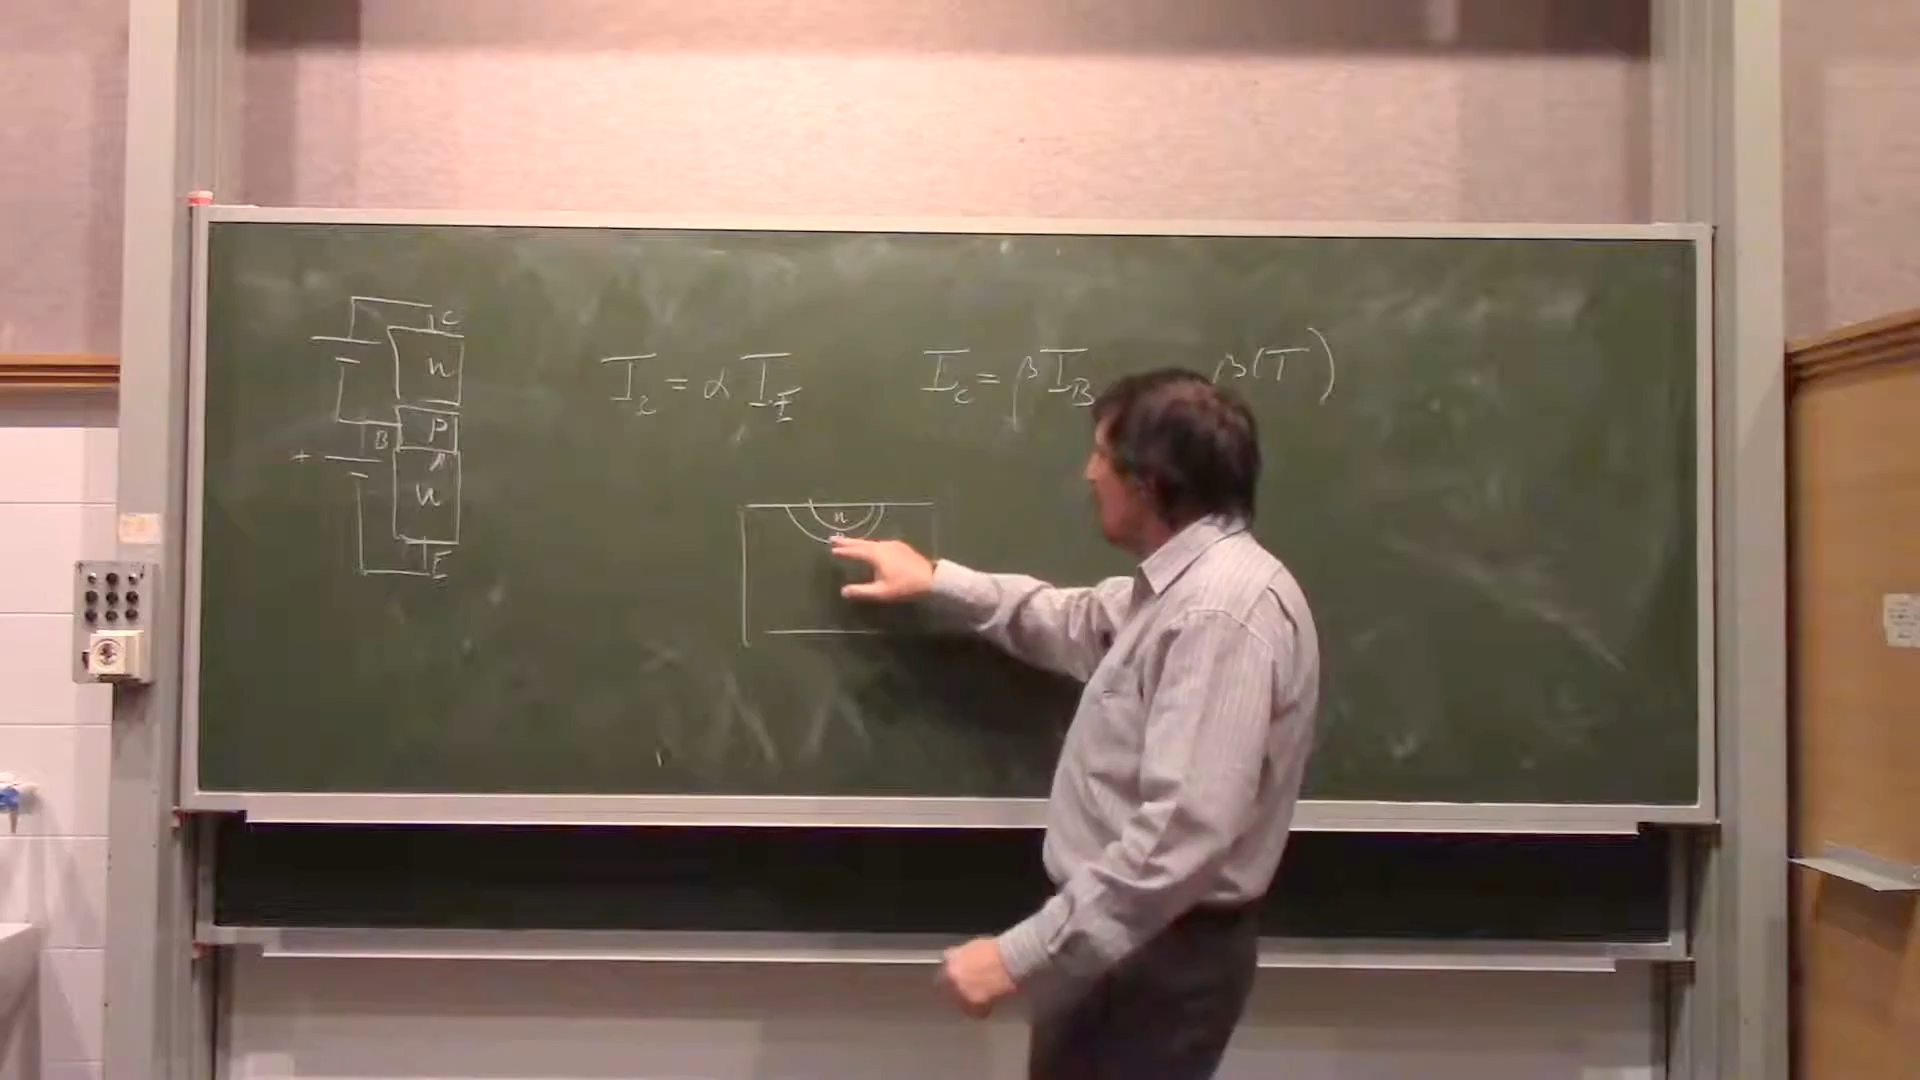 C
n
B p
+
n
E
I_c = α I_E
I_c = β I_B
β(T)
n